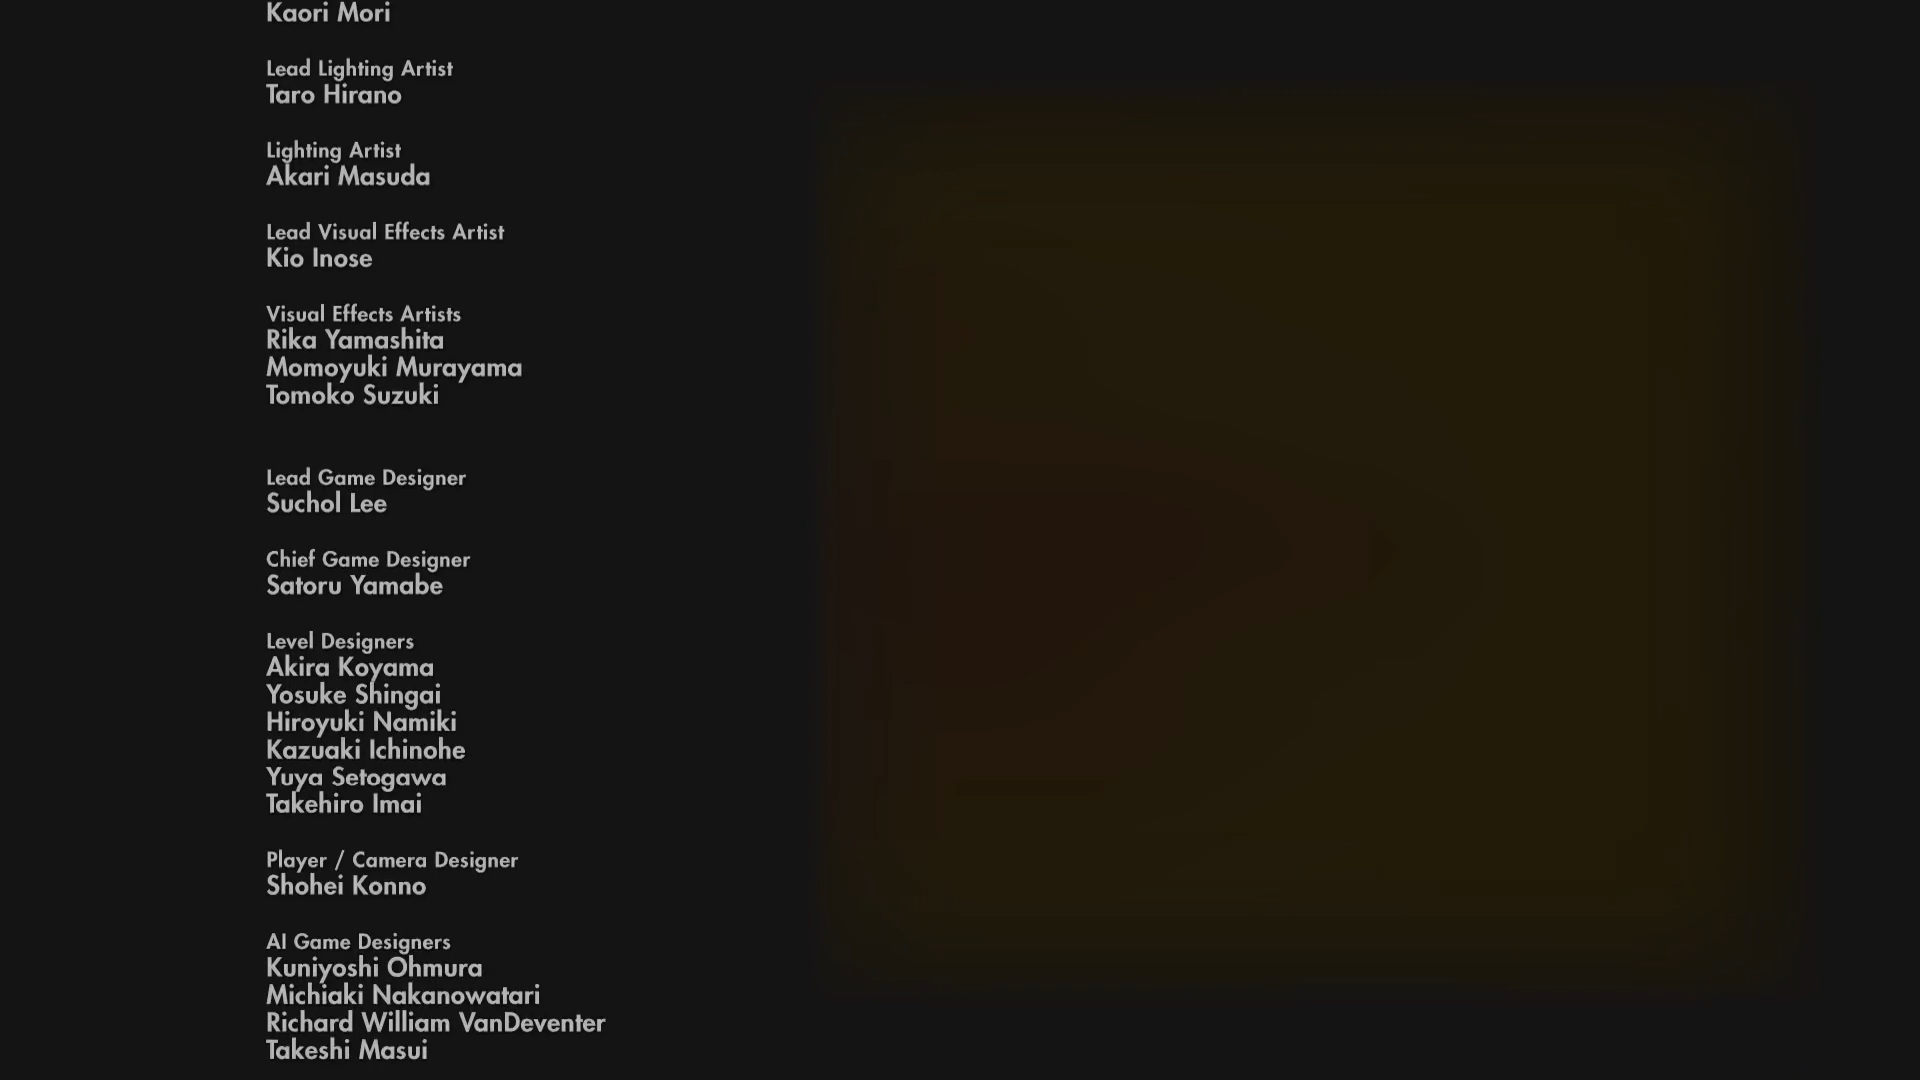 Kaori Mori
Lead Lighting Artist
Taro Hirano
Lighting Artist
Akari Masuda
Lead Visual Effects Artist
Kio Inose
Visual Effects Artists
Rika Yamashita
Momoyuki Murayama
Tomoko Suzuki
Lead Game Designer
Suchol Lee
Chief Game Designer
Satoru Yamabe
Level Designers
Akira Koyama
Yosuke Shingai
Hiroyuki Namiki
Kazuaki Ichinohe
Yuya Setogawa
Takehiro Imai
Player / Camera Designer
Shohei Konno
AI Game Designers
Kuniyoshi Ohmura
Michiaki Nakanowatari
Richard William VanDeventer
Takeshi Masui